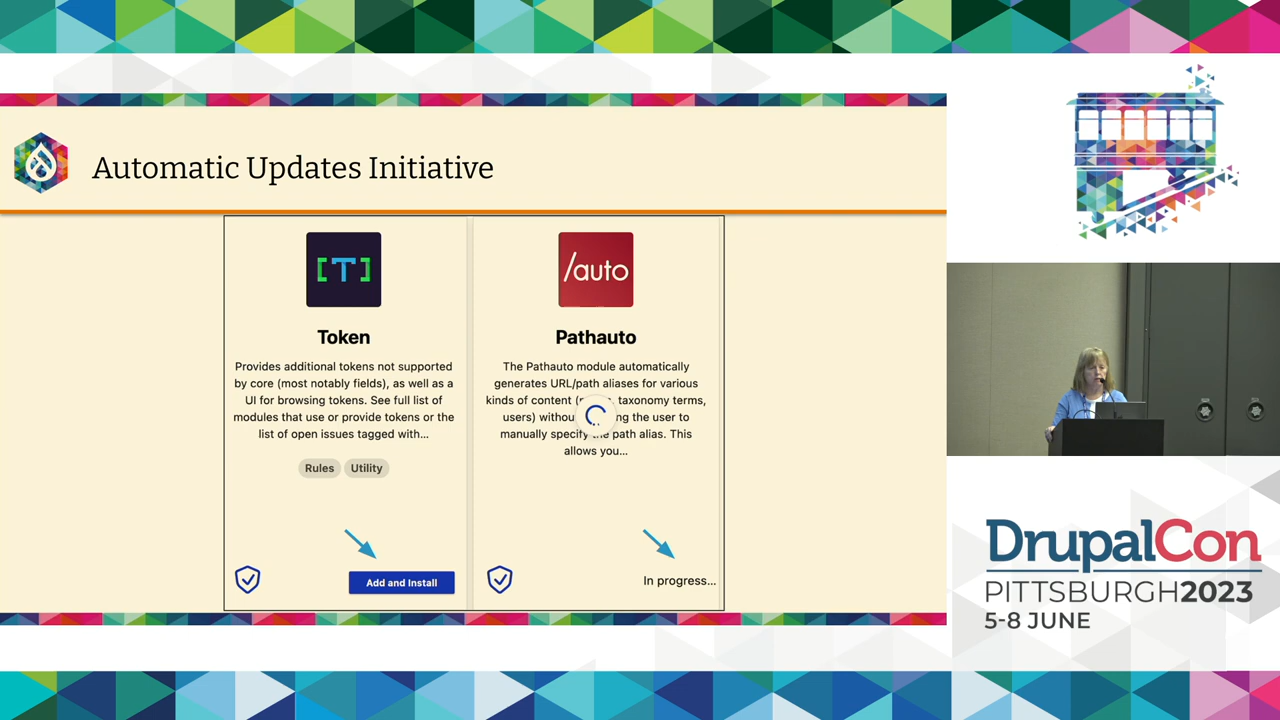 Automatic Updates Initiative
[T]
Token
Provides additional tokens not supported
by core (most notably fields), as well as a
UI for browsing tokens. See full list of
modules that use or provide tokens or the
list of open issues tagged with...
Rules Utility
Add and Install
/auto
Pathauto
The Pathauto module automatically
generates URL/path aliases for various
kinds of content taxonomy terms,
users) the user to
manually specify path alias. This
allows you...
In progress...
DrupalCon
PITTSBURGH2023
5-8 JUNE